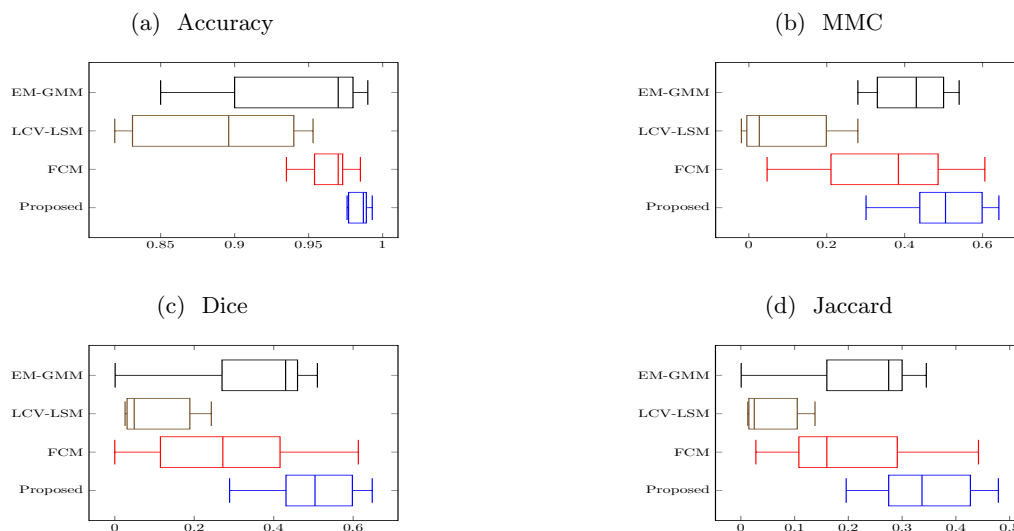 (a) Accuracy
(b) MMC
EM-GMM
LCV-LSM
FCM
Proposed
0.85 0.9 0.95 1
EM-GMM
LCV-LSM
FCM
Proposed
0 0.2 0.4 0.6
(c) Dice
(d) Jaccard
EM-GMM
LCV-LSM
FCM
Proposed
0 0.2 0.4 0.6
EM-GMM
LCV-LSM
FCM
Proposed
0 0.1 0.2 0.3 0.4 0.5